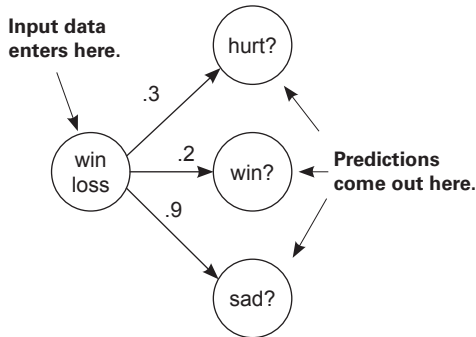 Input data
enters here.
hurt?
.3
win
loss
.2
win?
Predictions
come out here.
.9
sad?